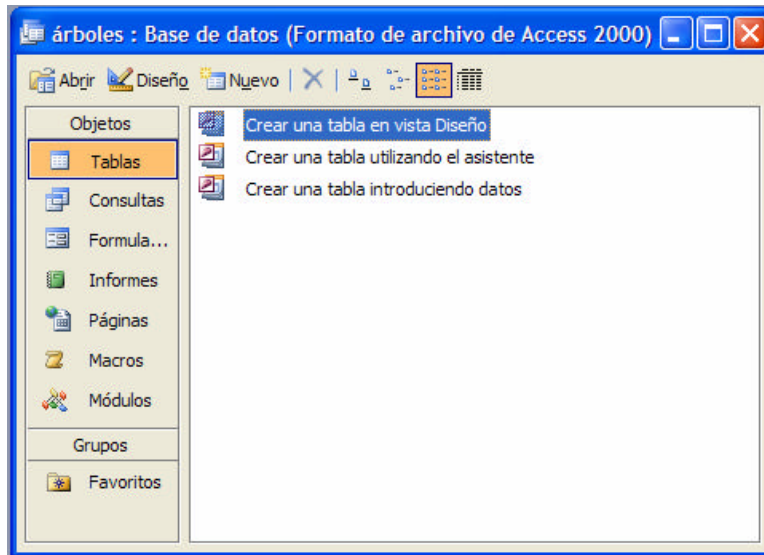 árboles : Base de datos (Formato de archivo de Access 2000)
Abrir Diseño Nuevo
Objetos
Tablas
Consultas
Formula...
Informes
Páginas
Macros
Módulos
Grupos
Favoritos
Crear una tabla en vista Diseño
Crear una tabla utilizando el asistente
Crear una tabla introduciendo datos